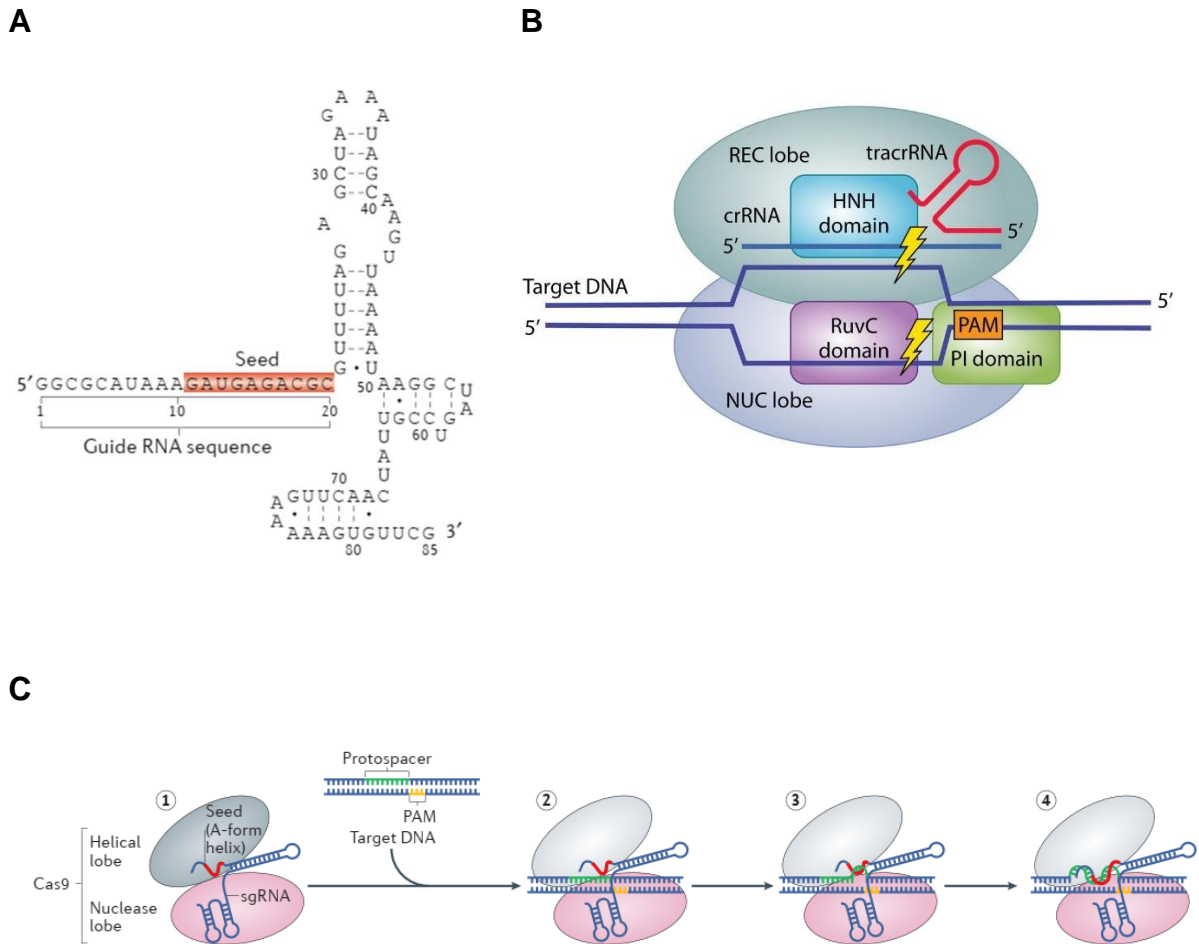 A
B
A A
G A
A--U
U--A
30 C--G
G--C
40 A
A
A G
G U
A--U
U--A
U--A
U--A
U--A
G·U
Seed
5′GGCGCAUAAAGAUGAGACGC
50 AAGGC U
A
1 10 20
U GCCG
U 60 U
Guide RNA sequence
A
U
70
A GUUCAAC
A
AAAGUGUUCG 3′
80 85
REC lobe
tracrRNA
HNH
domain
crRNA
5′
5′
Target DNA
5′
5′
RuvC
domain
PAM
PI domain
NUC lobe
C
Protospacer
PAM
Target DNA
1
2
3
4
Seed
(A-form
helix)
Helical
lobe
Cas9
sgRNA
Nuclease
lobe